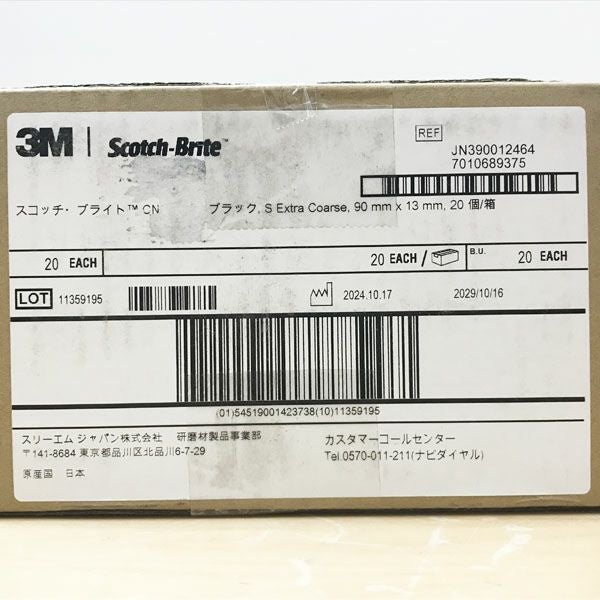 3M | Scotch-Brite™
REF
JN390012464
7010689375
スコッチ・ブライト™ CN ブラック, S Extra Coarse, 90 mm x 13 mm, 20 個/箱
20 EACH 20 EACH / B.U. 20
LOT 11359195 2024.10.17 2029/10/16
(01)54519001423738(10)11359195
スリーエム ジャパン株式会社 研磨材製品事業部
〒141-8684 東京都品川区北品川6-7-29
カスタマーコールセンター
Tel.0570-011-211(ナビダイヤル)
原産国 日本